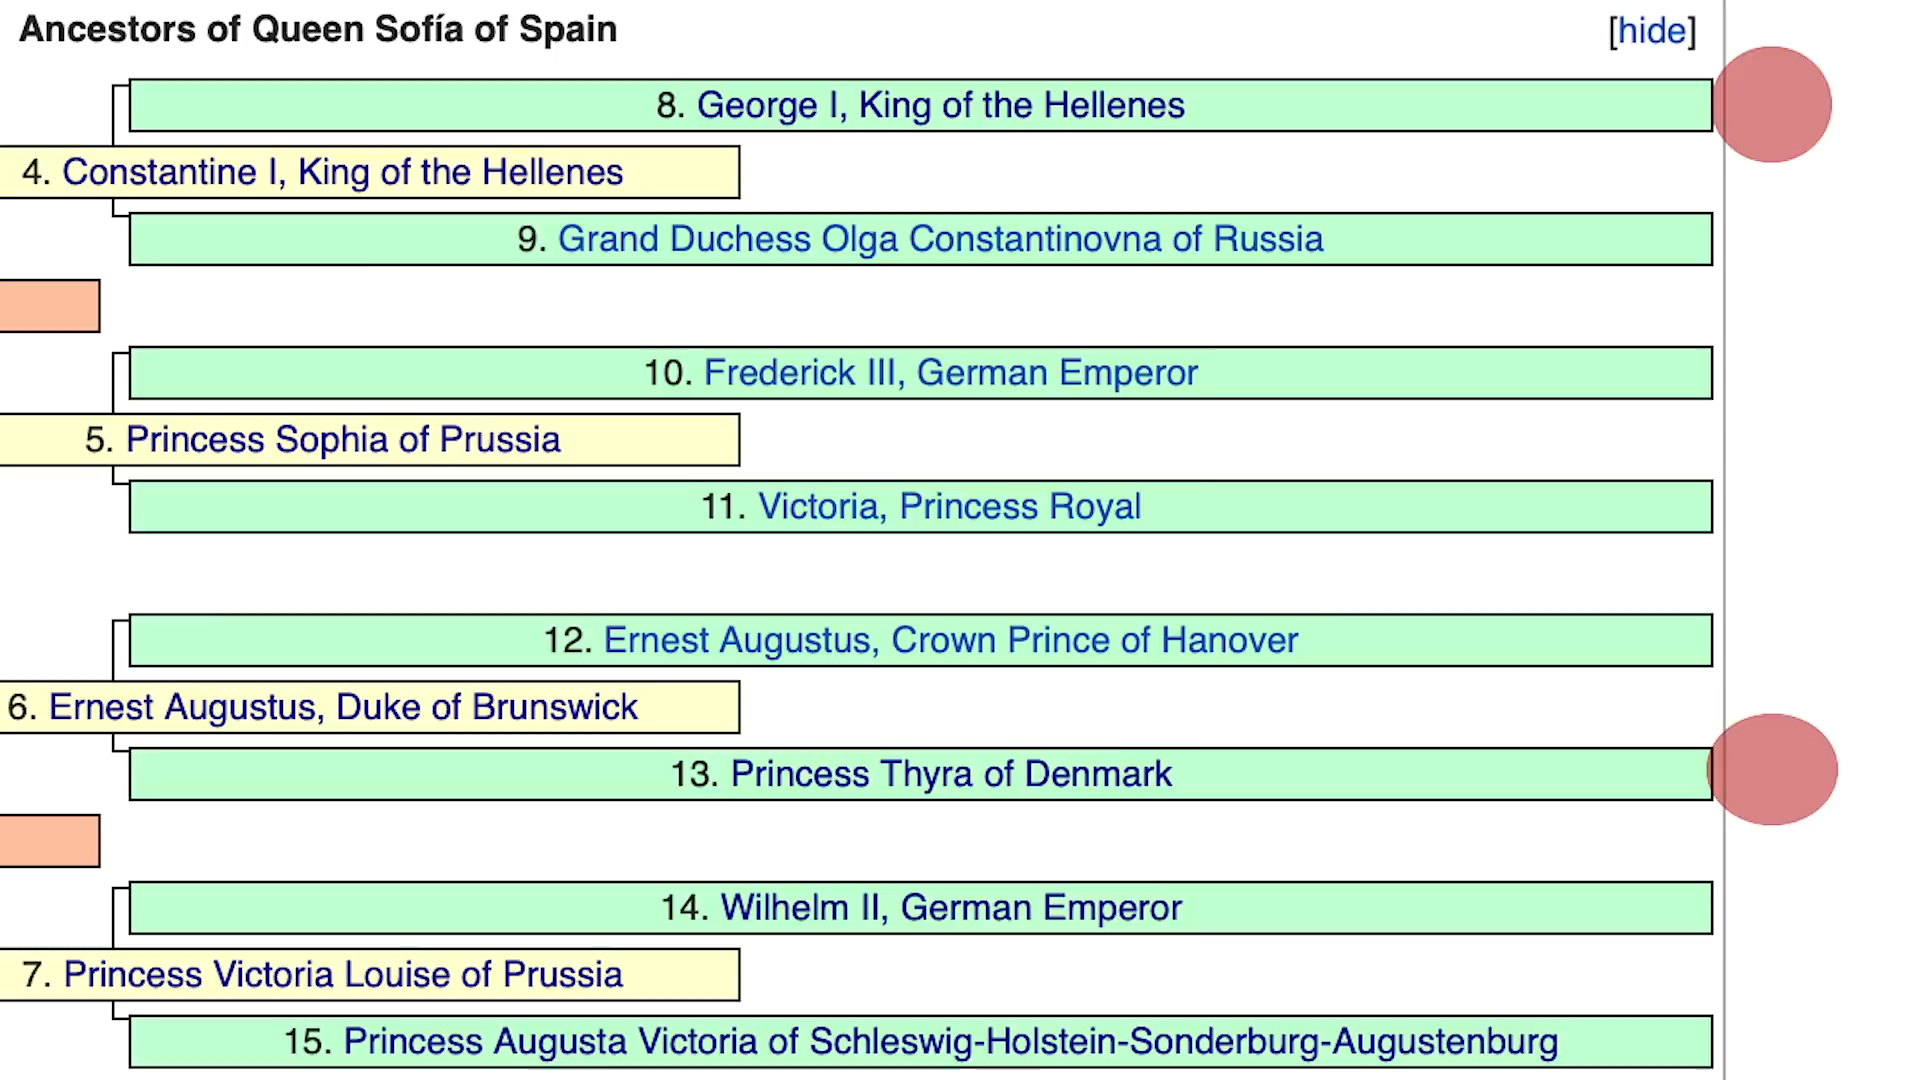 Ancestors of Queen Sofía of Spain
[hide]
8. George I, King of the Hellenes
4. Constantine I, King of the Hellenes
9. Grand Duchess Olga Constantinovna of Russia
10. Frederick III, German Emperor
5. Princess Sophia of Prussia
11. Victoria, Princess Royal
12. Ernest Augustus, Crown Prince of Hanover
6. Ernest Augustus, Duke of Brunswick
13. Princess Thyra of Denmark
14. Wilhelm II, German Emperor
7. Princess Victoria Louise of Prussia
15. Princess Augusta Victoria of Schleswig-Holstein-Sonderburg-Augustenburg